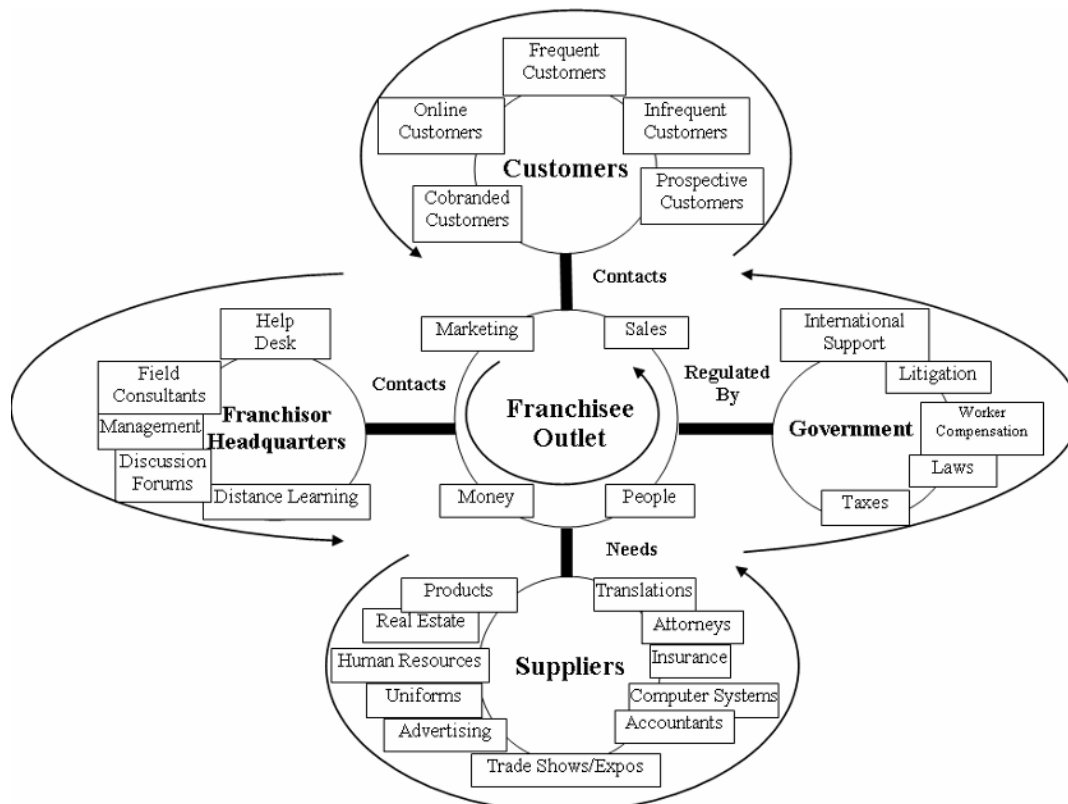 Frequent
Customers
Online
Customers
Infrequent
Customers
Customers
Cobranded
Customers
Prospective
Customers
Contacts
Marketing
Sales
Help
Desk
Field
Consultants
Management
Discussion
Forums
Distance Learning
Franchisor
Headquarters
Contacts
Franchisee
Outlet
Regulated
By
International
Support
Litigation
Worker
Compensation
Laws
Taxes
Government
Money
People
Needs
Products
Real Estate
Human Resources
Uniforms
Advertising
Trade Shows/Expos
Suppliers
Translations
Attorneys
Insurance
Computer Systems
Accountants